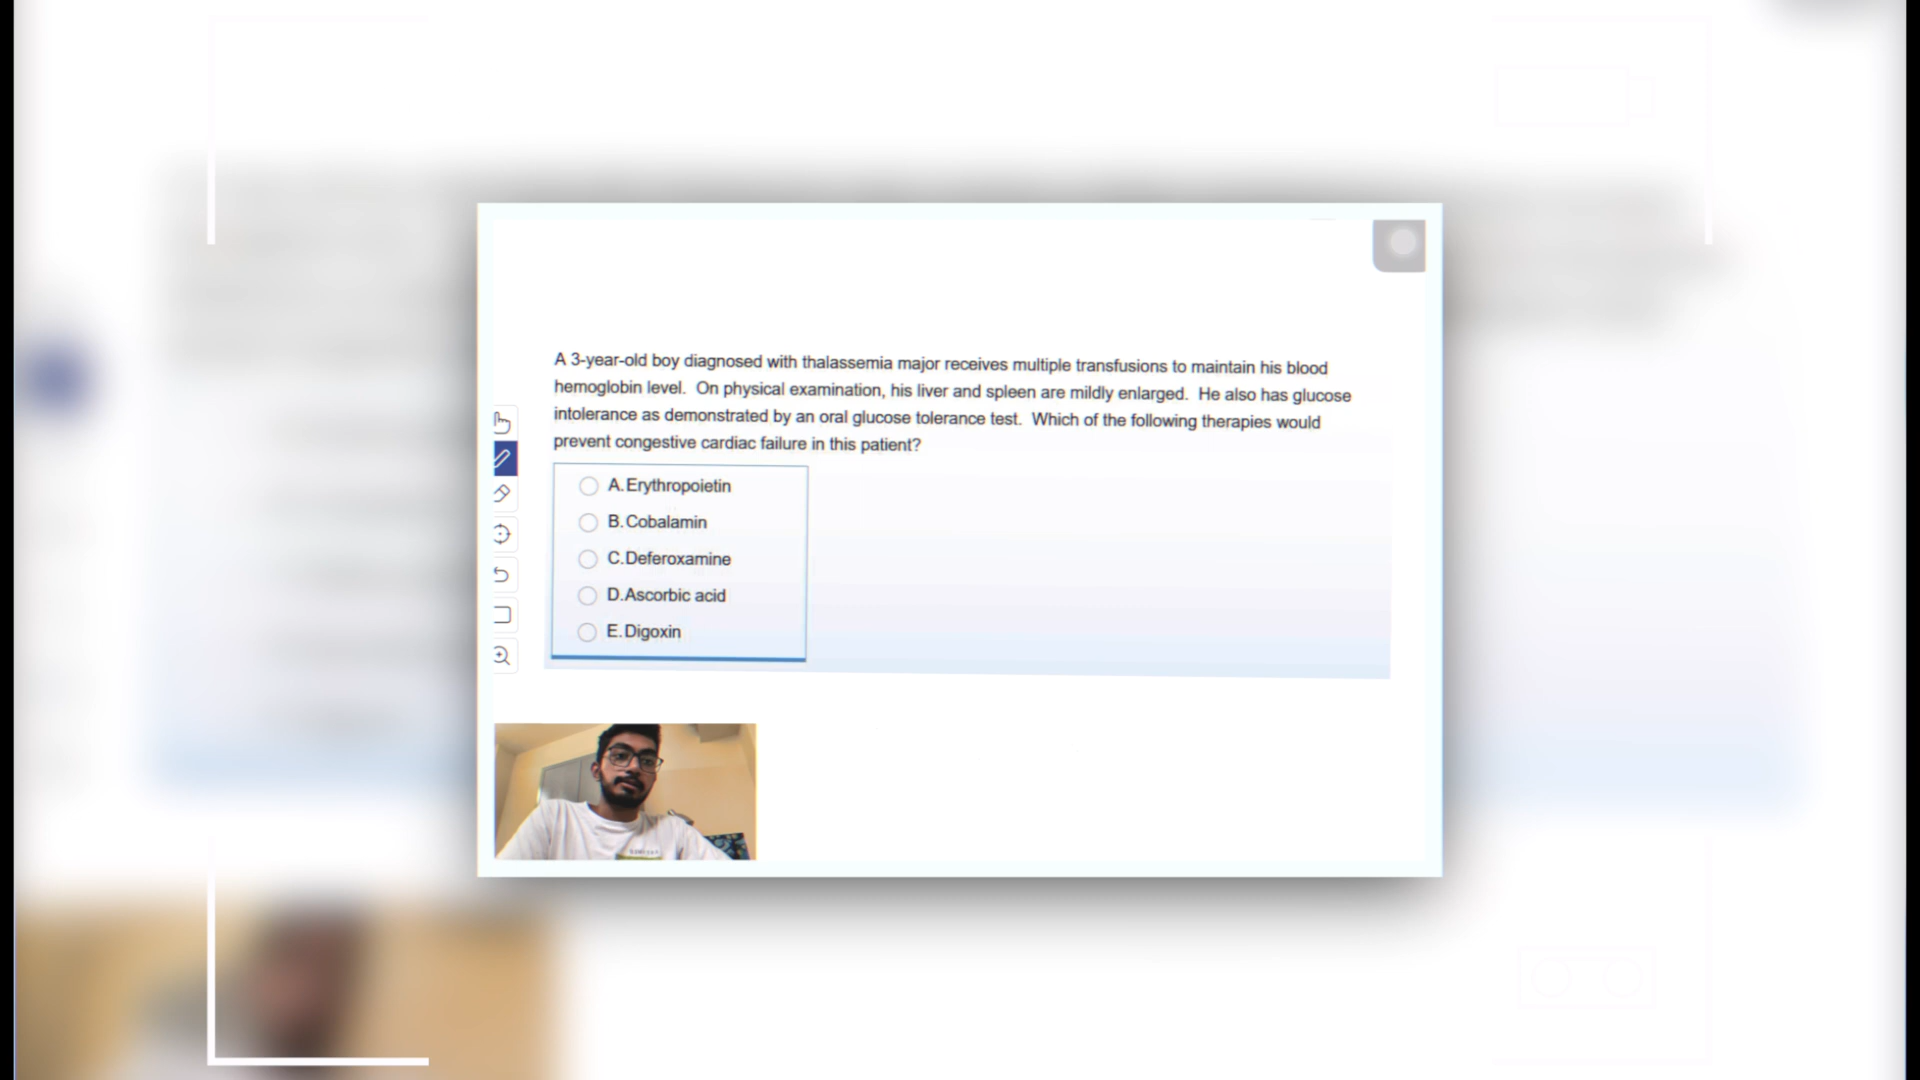 A 3-year-old boy diagnosed with thalassemia major receives multiple transfusions to maintain his blood
hemoglobin level. On physical examination, his liver and spleen are mildly enlarged. He also has glucose
intolerance as demonstrated by an oral glucose tolerance test. Which of the following therapies would
prevent congestive cardiac failure in this patient?
A.Erythropoietin
B.Cobalamin
C.Deferoxamine
D.Ascorbic acid
E.Digoxin